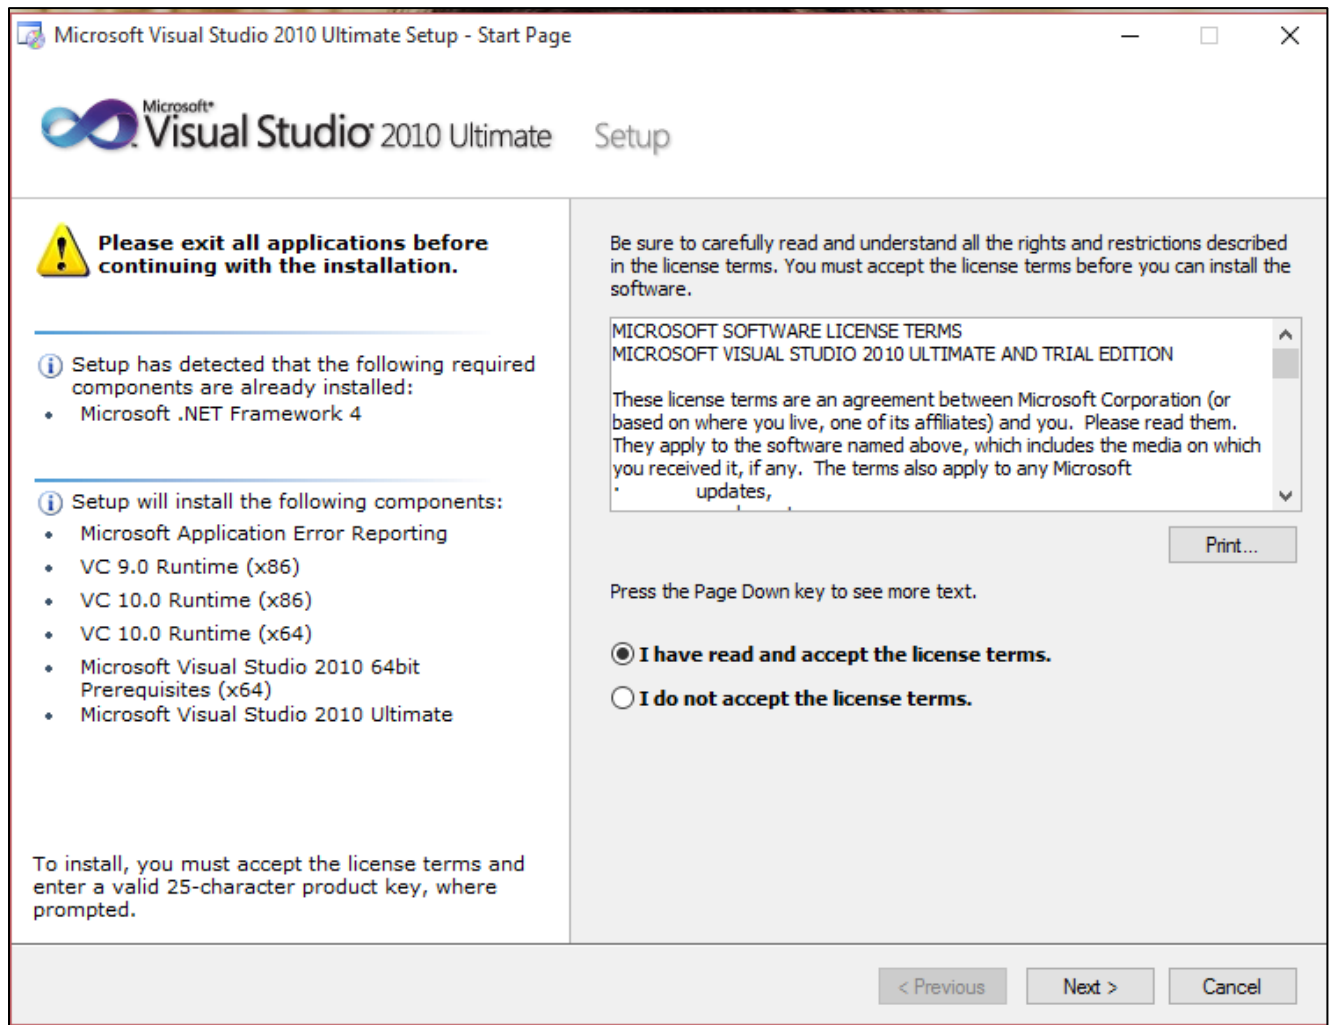 Microsoft Visual Studio 2010 Ultimate Setup - Start Page
Microsoft®
Visual Studio® 2010 Ultimate Setup
Please exit all applications before
continuing with the installation.
Setup has detected that the following required
components are already installed:
• Microsoft .NET Framework 4
Setup will install the following components:
• Microsoft Application Error Reporting
• VC 9.0 Runtime (x86)
• VC 10.0 Runtime (x86)
• VC 10.0 Runtime (x64)
• Microsoft Visual Studio 2010 64bit
Prerequisites (x64)
• Microsoft Visual Studio 2010 Ultimate
To install, you must accept the license terms and
enter a valid 25-character product key, where
prompted.
Be sure to carefully read and understand all the rights and restrictions described
in the license terms. You must accept the license terms before you can install the
software.
MICROSOFT SOFTWARE LICENSE TERMS
MICROSOFT VISUAL STUDIO 2010 ULTIMATE AND TRIAL EDITION
These license terms are an agreement between Microsoft Corporation (or
based on where you live, one of its affiliates) and you. Please read them.
They apply to the software named above, which includes the media on which
you received it, if any. The terms also apply to any Microsoft
· updates,
Print...
Press the Page Down key to see more text.
I have read and accept the license terms.
I do not accept the license terms.
< Previous Next > Cancel